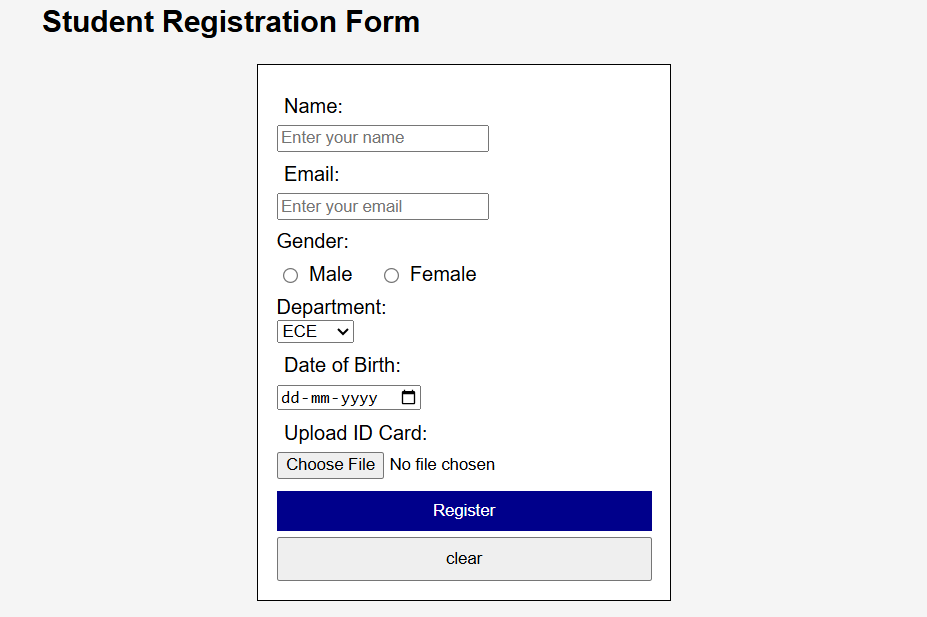 Student Registration Form
Name:
Enter your name
Email:
Enter your email
Gender:
Male Female
Department:
ECE
Date of Birth:
dd-mm-yyyy
Upload ID Card:
Choose File No file chosen
Register
clear